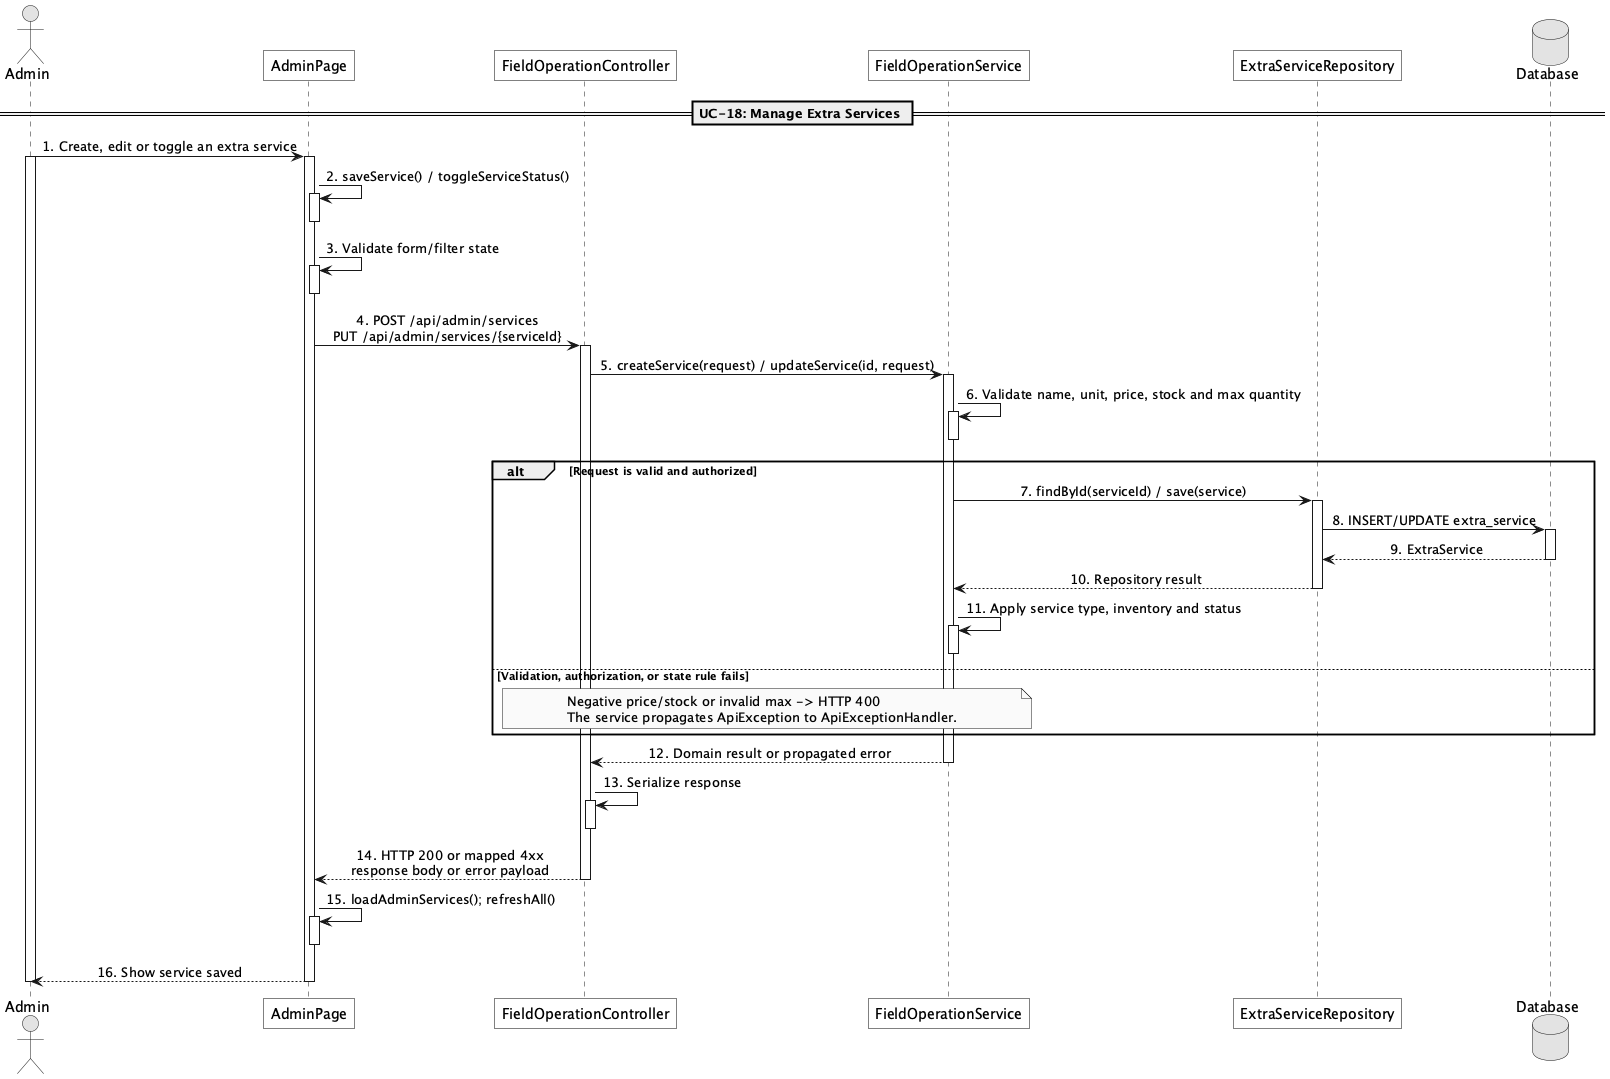 Admin
AdminPage
FieldOperationController
FieldOperationService
ExtraServiceRepository
Database
UC-18: Manage Extra Services
1. Create, edit or toggle an extra service
2. saveService() / toggleServiceStatus()
3. Validate form/filter state
4. POST /api/admin/services
PUT /api/admin/services/{serviceId}
5. createService(request) / updateService(id, request)
6. Validate name, unit, price, stock and max quantity
alt
[Request is valid and authorized]
7. findById(serviceId) / save(service)
8. INSERT/UPDATE extra_service
9. ExtraService
10. Repository result
11. Apply service type, inventory and status
[Validation, authorization, or state rule fails]
Negative price/stock or invalid max -> HTTP 400
The service propagates ApiException to ApiExceptionHandler.
12. Domain result or propagated error
13. Serialize response
14. HTTP 200 or mapped 4xx
response body or error payload
15. loadAdminServices(); refreshAll()
16. Show service saved
Admin
AdminPage
FieldOperationController
FieldOperationService
ExtraServiceRepository
Database